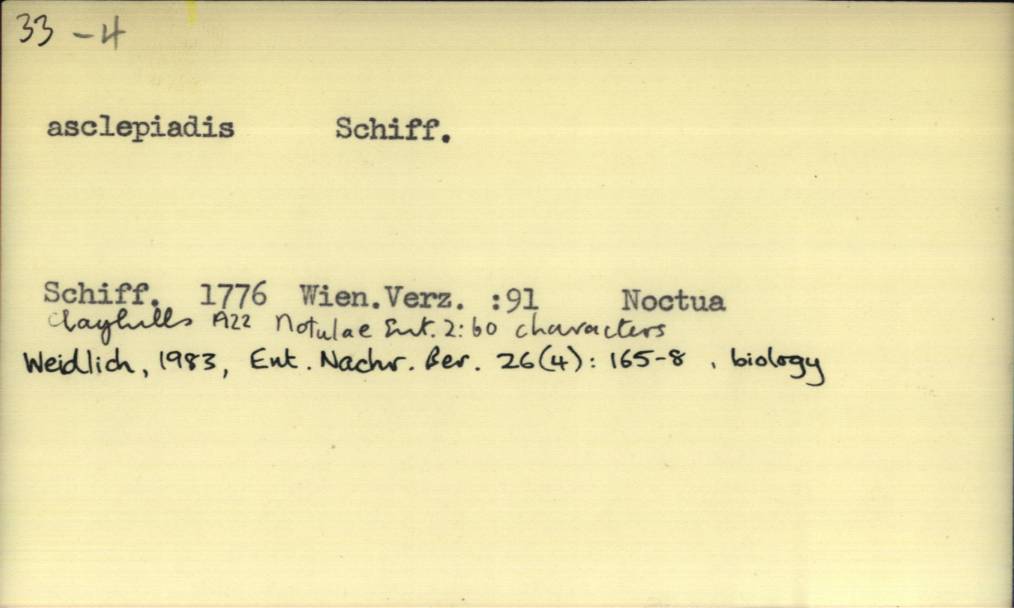 33 -4
asclepiadis Schiff.
Schiff. 1776 Wien.Verz. :91 Noctua
Clayhills 1922 Notulae Ent. 2:60 characters
Weidlich, 1983, Ent. Nachr. Ber. 26(4): 165-8 , biology